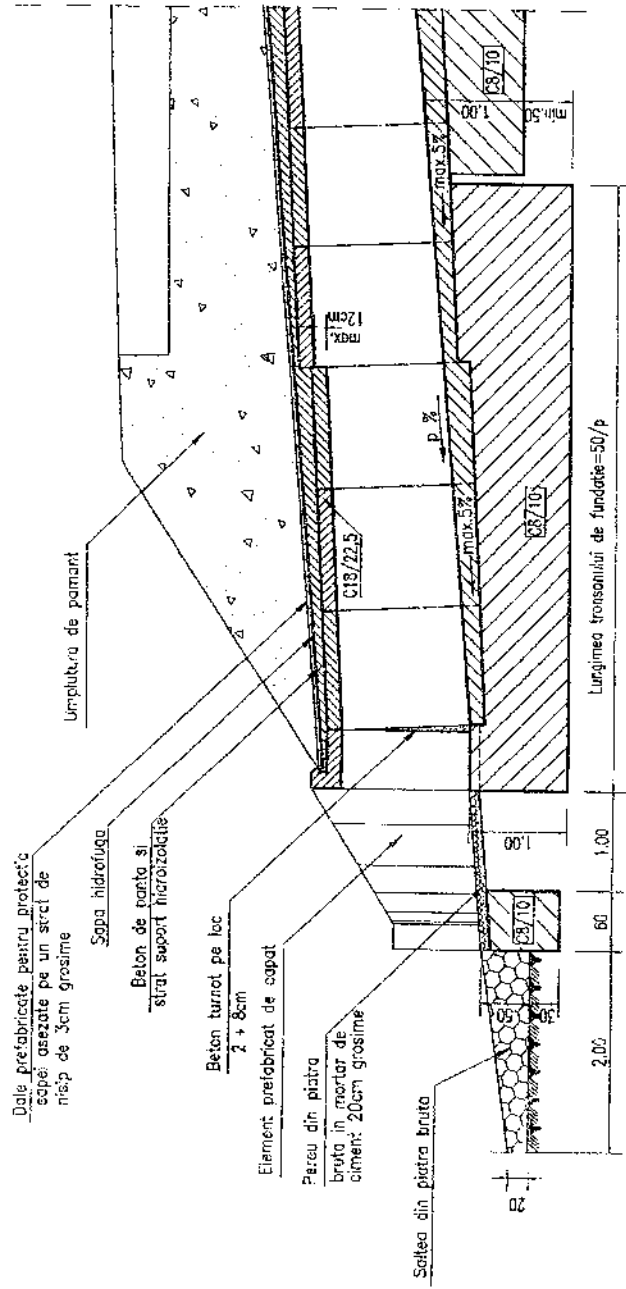 Dale prefabricate pentru protectia
sapei asezate pe un strat de
nisip de 3cm grosime
Sapa hidrofuga
Beton de panta si
strat suport hidroizolatie
Umplutura de pamant
Beton turnat pe loc
2 + 8cm
Element prefabricat de capat
Pereu din piatra
bruta in mortar de
ciment 20cm grosime
Saltea din piatra bruta
C18/22,5
max.
12cm
p %
max.5%
max.5%
C8/10
C8/10
C8/10
1,00
min.50
1,00
50
30
20
2,00
60
1,00
Lungimea tronsonului de fundatie=50/p